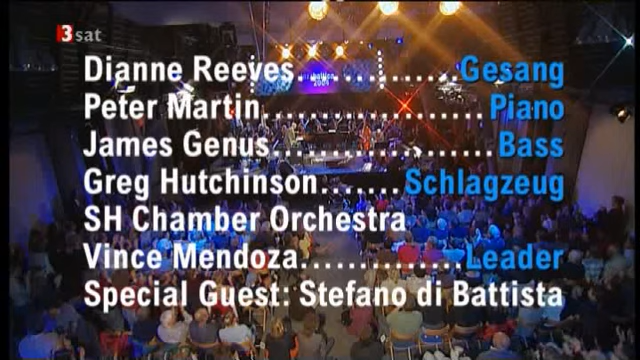 3sat
Dianne Reeves..............Gesang
Peter Martin...................Piano
James Genus...................Bass
Greg Hutchinson.......Schlagzeug
SH Chamber Orchestra
Vince Mendoza..............Leader
Special Guest: Stefano di Battista
2004